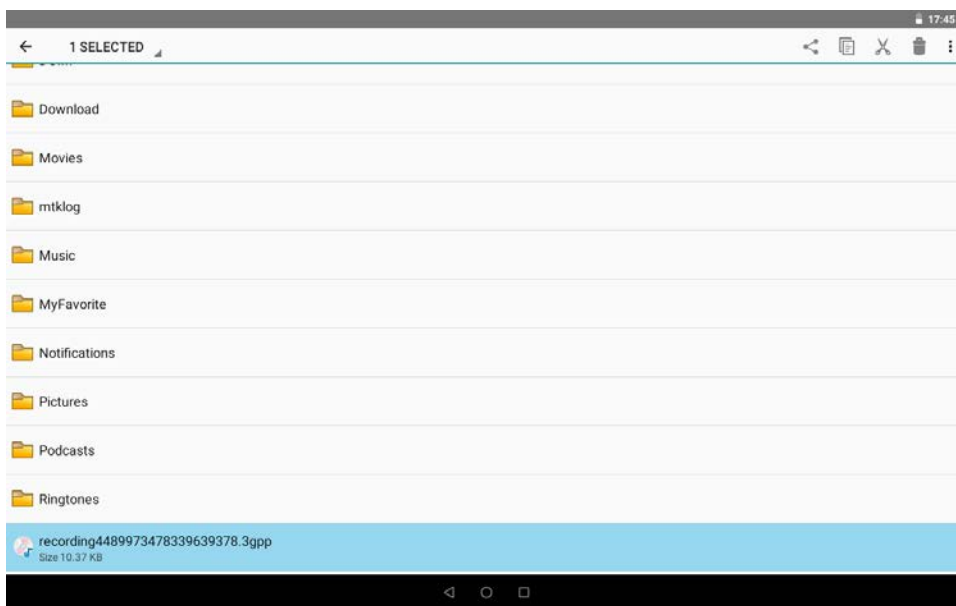 17:45
1 SELECTED
Download
Movies
mtklog
Music
MyFavorite
Notifications
Pictures
Podcasts
Ringtones
recording4489973478339639378.3gpp
Size 10.37 KB